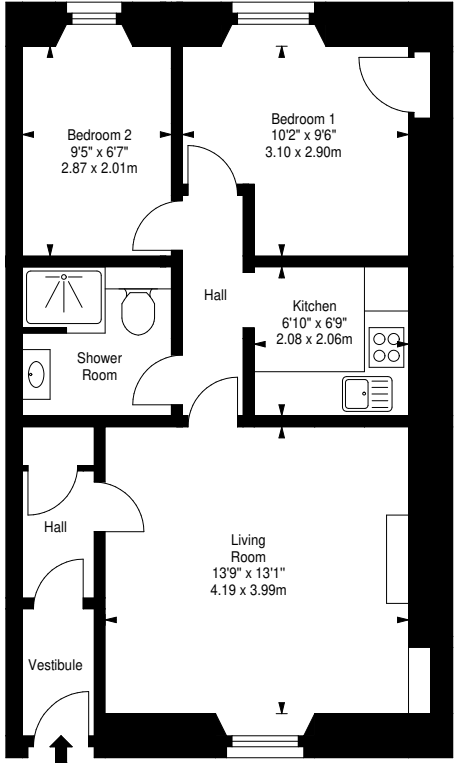 Bedroom 2
9'5" x 6'7"
2.87 x 2.01m
Bedroom 1
10'2" x 9'6"
3.10 x 2.90m
Hall
Kitchen
6'10" x 6'9"
2.08 x 2.06m
Shower
Room
Hall
Living
Room
13'9" x 13'1"
4.19 x 3.99m
Vestibule